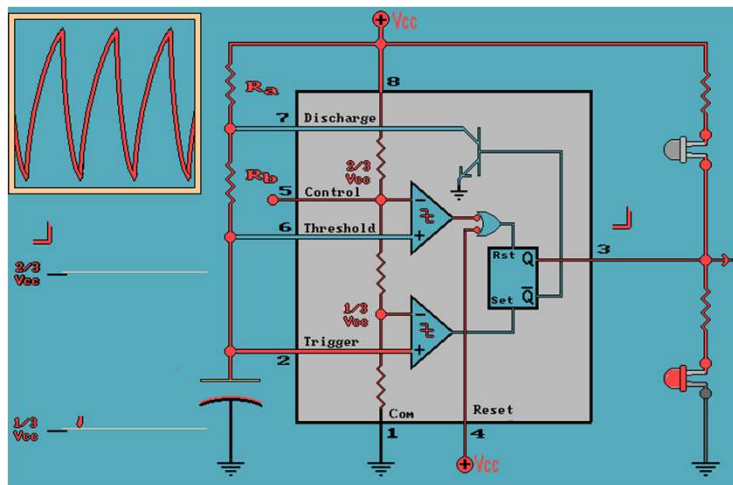 Vcc
Ra
8
7 Discharge
2/3
Vcc
Rb
5 Control
-
6 Threshold
+
3
Rst Q
2/3
Vcc
Set Q̅
1/3
Vcc
-
Trigger
+
2
Com
Reset
1/3
Vcc
1
4
Vcc